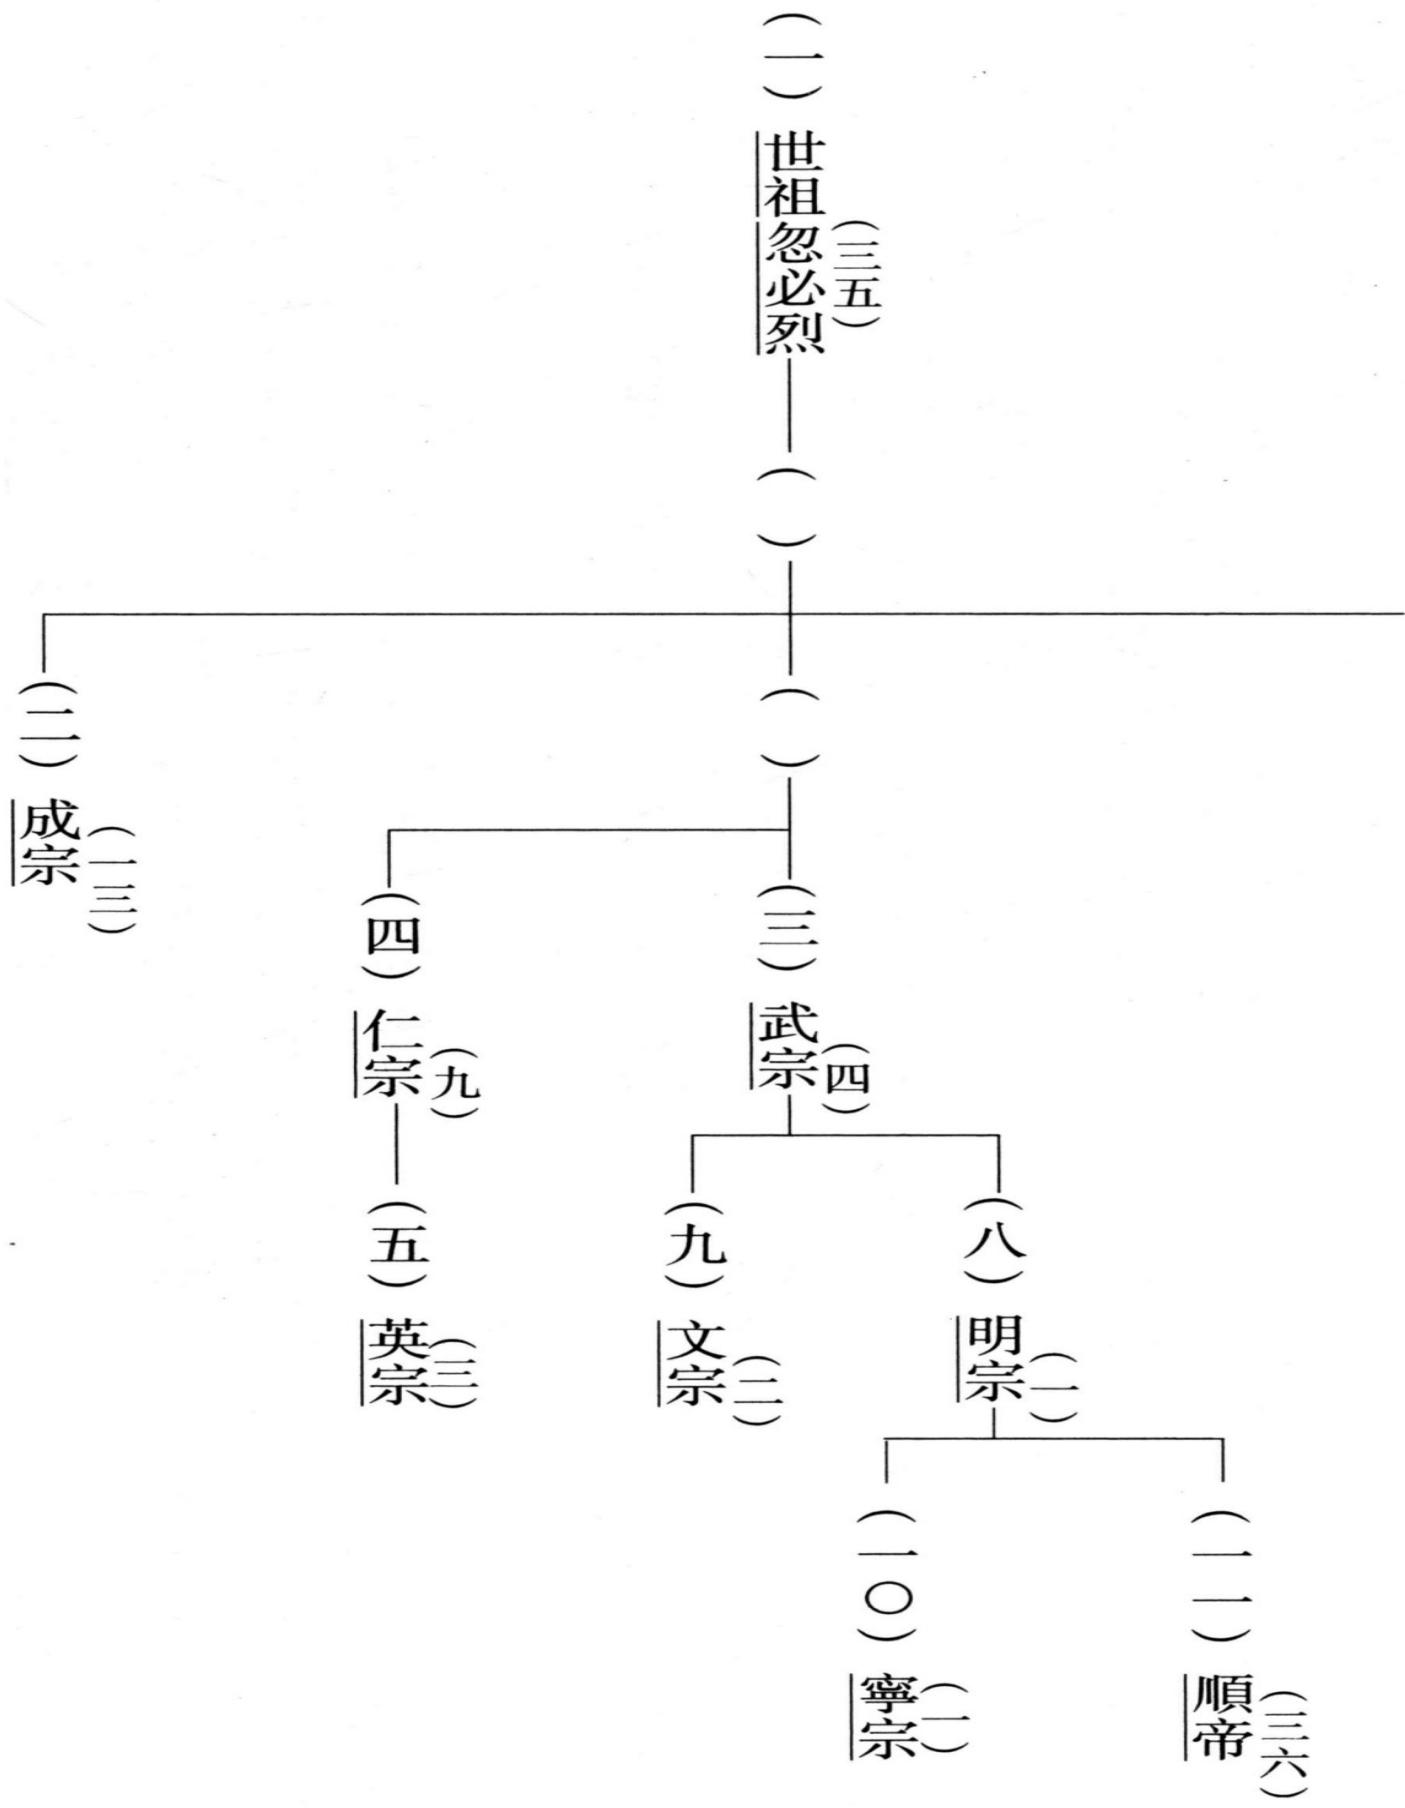 （一）世祖忽必烈（三五）
（　）
（　）
（一一）順帝（三六）
（八）明宗（一）
（一〇）寧宗（一）
（三）武宗（四）
（九）文宗（二）
（四）仁宗（九）
（五）英宗（三）
（二）成宗（一三）